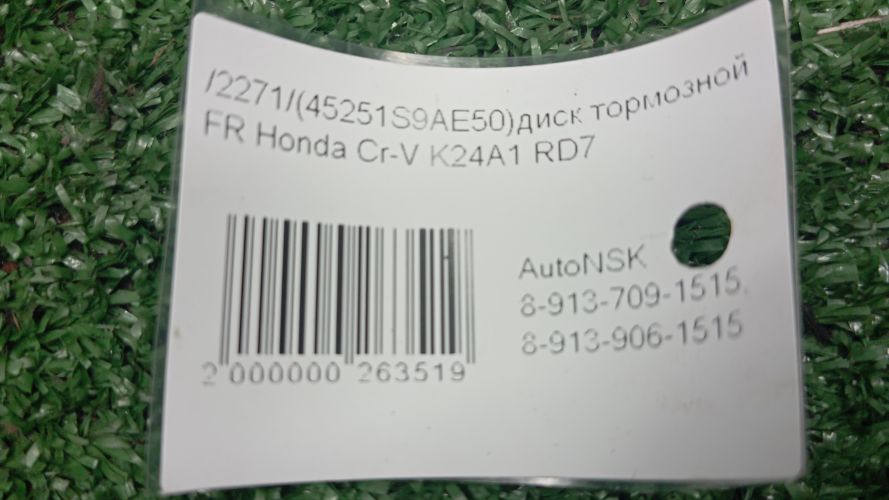 /2271/(45251S9AE50)диск тормозной
FR Honda Cr-V K24A1 RD7
AutoNSK
8-913-709-1515,
8-913-906-1515
2 000000 263519